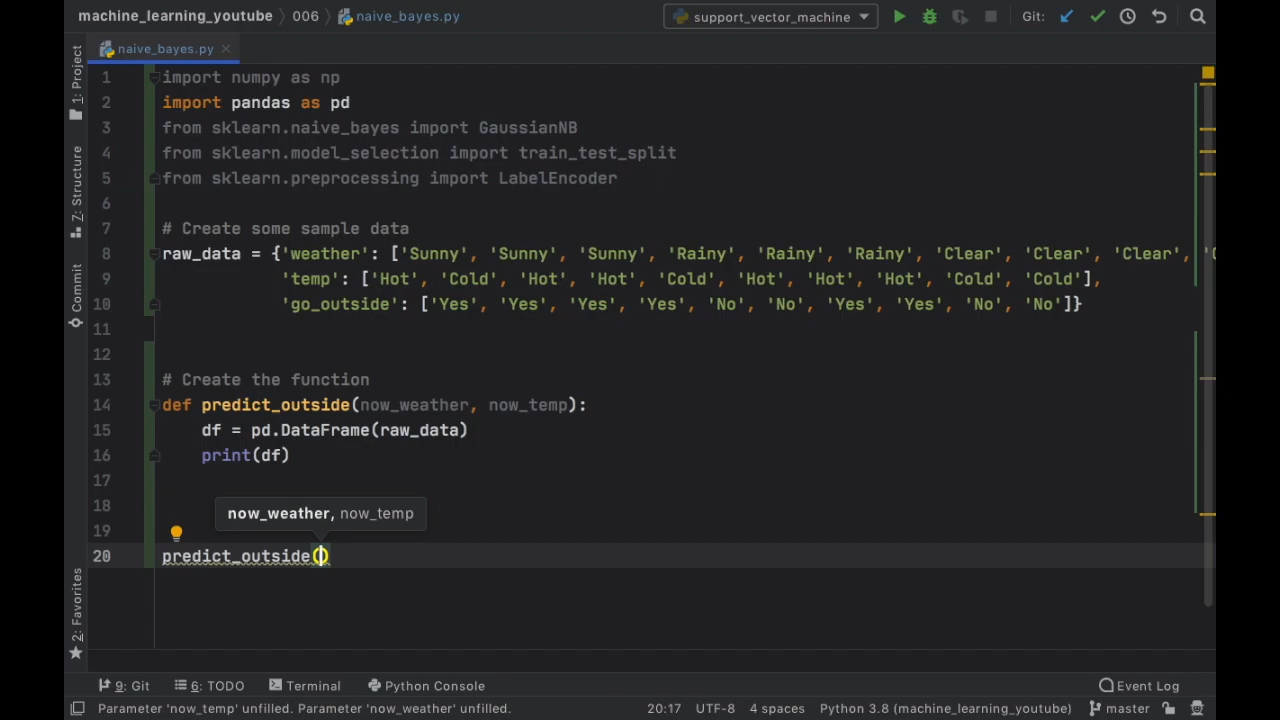 machine_learning_youtube 006 naive_bayes.py support_vector_machine Git:
naive_bayes.py
1: Project
7: Structure
Commit
2: Favorites
1 import numpy as np
2 import pandas as pd
3 from sklearn.naive_bayes import GaussianNB
4 from sklearn.model_selection import train_test_split
5 from sklearn.preprocessing import LabelEncoder
6
7 # Create some sample data
8 raw_data = {'weather': ['Sunny', 'Sunny', 'Sunny', 'Rainy', 'Rainy', 'Rainy', 'Clear', 'Clear', 'Clear',
9 'temp': ['Hot', 'Cold', 'Hot', 'Hot', 'Cold', 'Hot', 'Hot', 'Hot', 'Cold', 'Cold'],
10 'go_outside': ['Yes', 'Yes', 'Yes', 'Yes', 'No', 'No', 'Yes', 'Yes', 'No', 'No']}
11
12
13 # Create the function
14 def predict_outside(now_weather, now_temp):
15 df = pd.DataFrame(raw_data)
16 print(df)
17
18
now_weather, now_temp
19
20 predict_outside()
9: Git 6: TODO Terminal Python Console Event Log
Parameter 'now_temp' unfilled. Parameter 'now_weather' unfilled. 20:17 UTF-8 4 spaces Python 3.8 (machine_learning_youtube) master